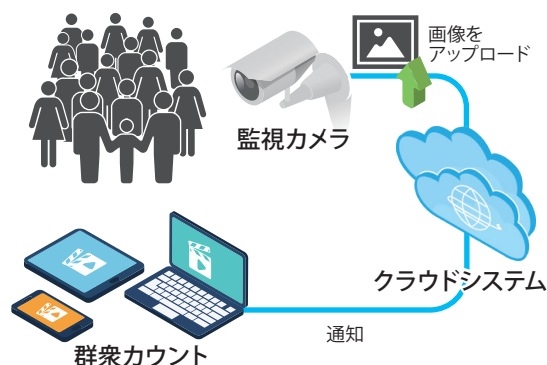 画像を
アップロード
監視カメラ
クラウドシステム
通知
群衆カウント